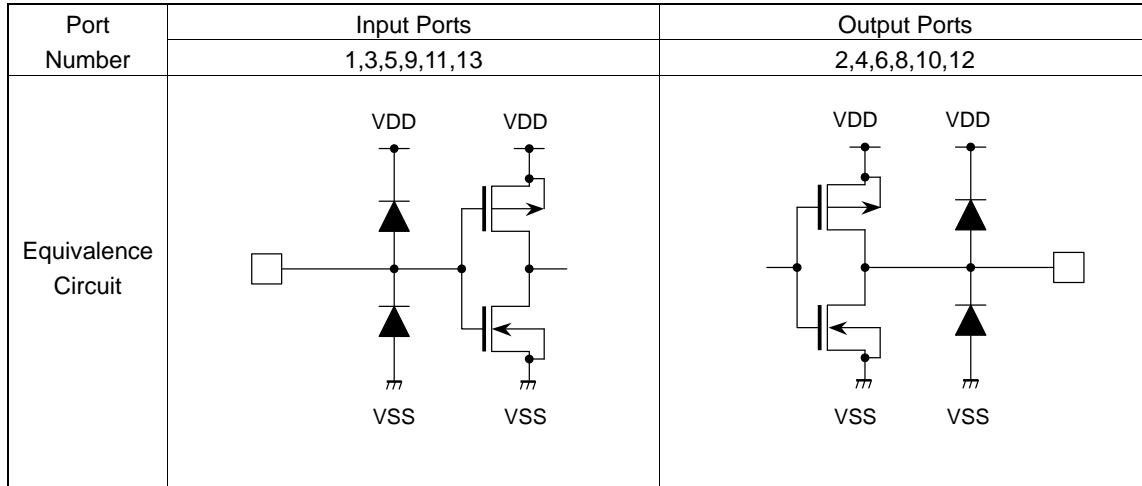 Port
Number
Input Ports
Output Ports
1,3,5,9,11,13
2,4,6,8,10,12
Equivalence
Circuit
VDD
VDD
VSS
VSS
VDD
VDD
VSS
VSS